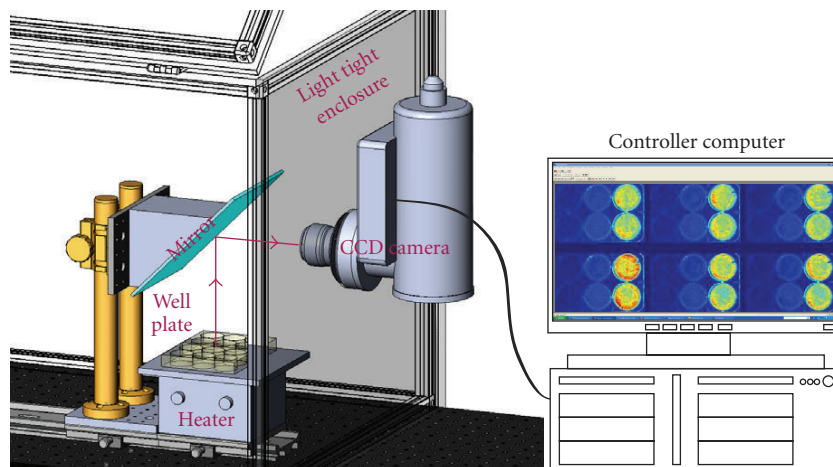 Light tight
enclosure
Controller computer
Mirror
CCD camera
Well
plate
Heater